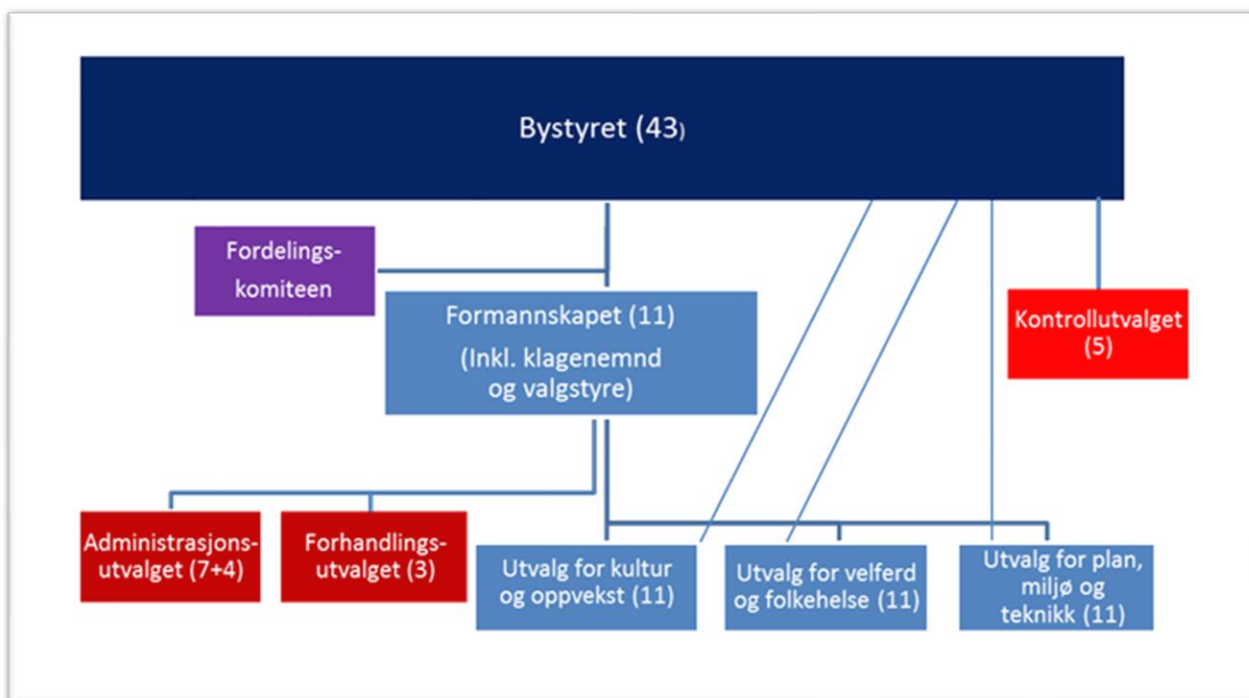 Bystyret (43)
Fordelings-
komiteen
Formannskapet (11)
(Inkl. klagenemnd
og valgstyre)
Kontrollutvalget
(5)
Administrasjons-
utvalget (7+4)
Forhandlings-
utvalget (3)
Utvalg for kultur
og oppvekst (11)
Utvalg for velferd
og folkehelse (11)
Utvalg for plan,
miljø og
teknikk (11)